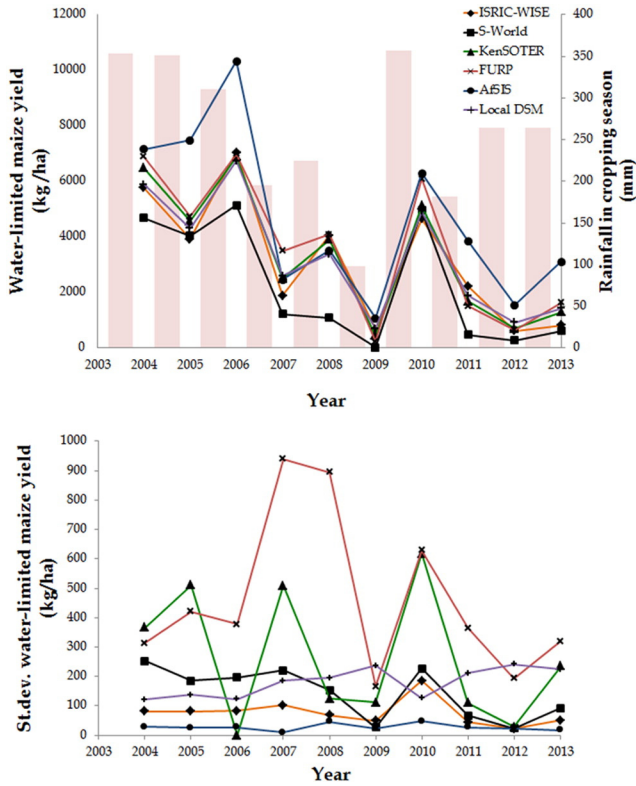 12000
10000
8000
6000
4000
2000
0
Water-limited maize yield
(kg /ha)
ISRIC-WISE
S-World
KenSOTER
FURP
AfSIS
Local DSM
400
350
300
250
200
150
100
50
0
Rainfall in cropping season
(mm)
2003 2004 2005 2006 2007 2008 2009 2010 2011 2012 2013
Year
1000
900
800
700
600
500
400
300
200
100
0
St.dev. water-limited maize yield
(kg/ha)
2003 2004 2005 2006 2007 2008 2009 2010 2011 2012 2013
Year